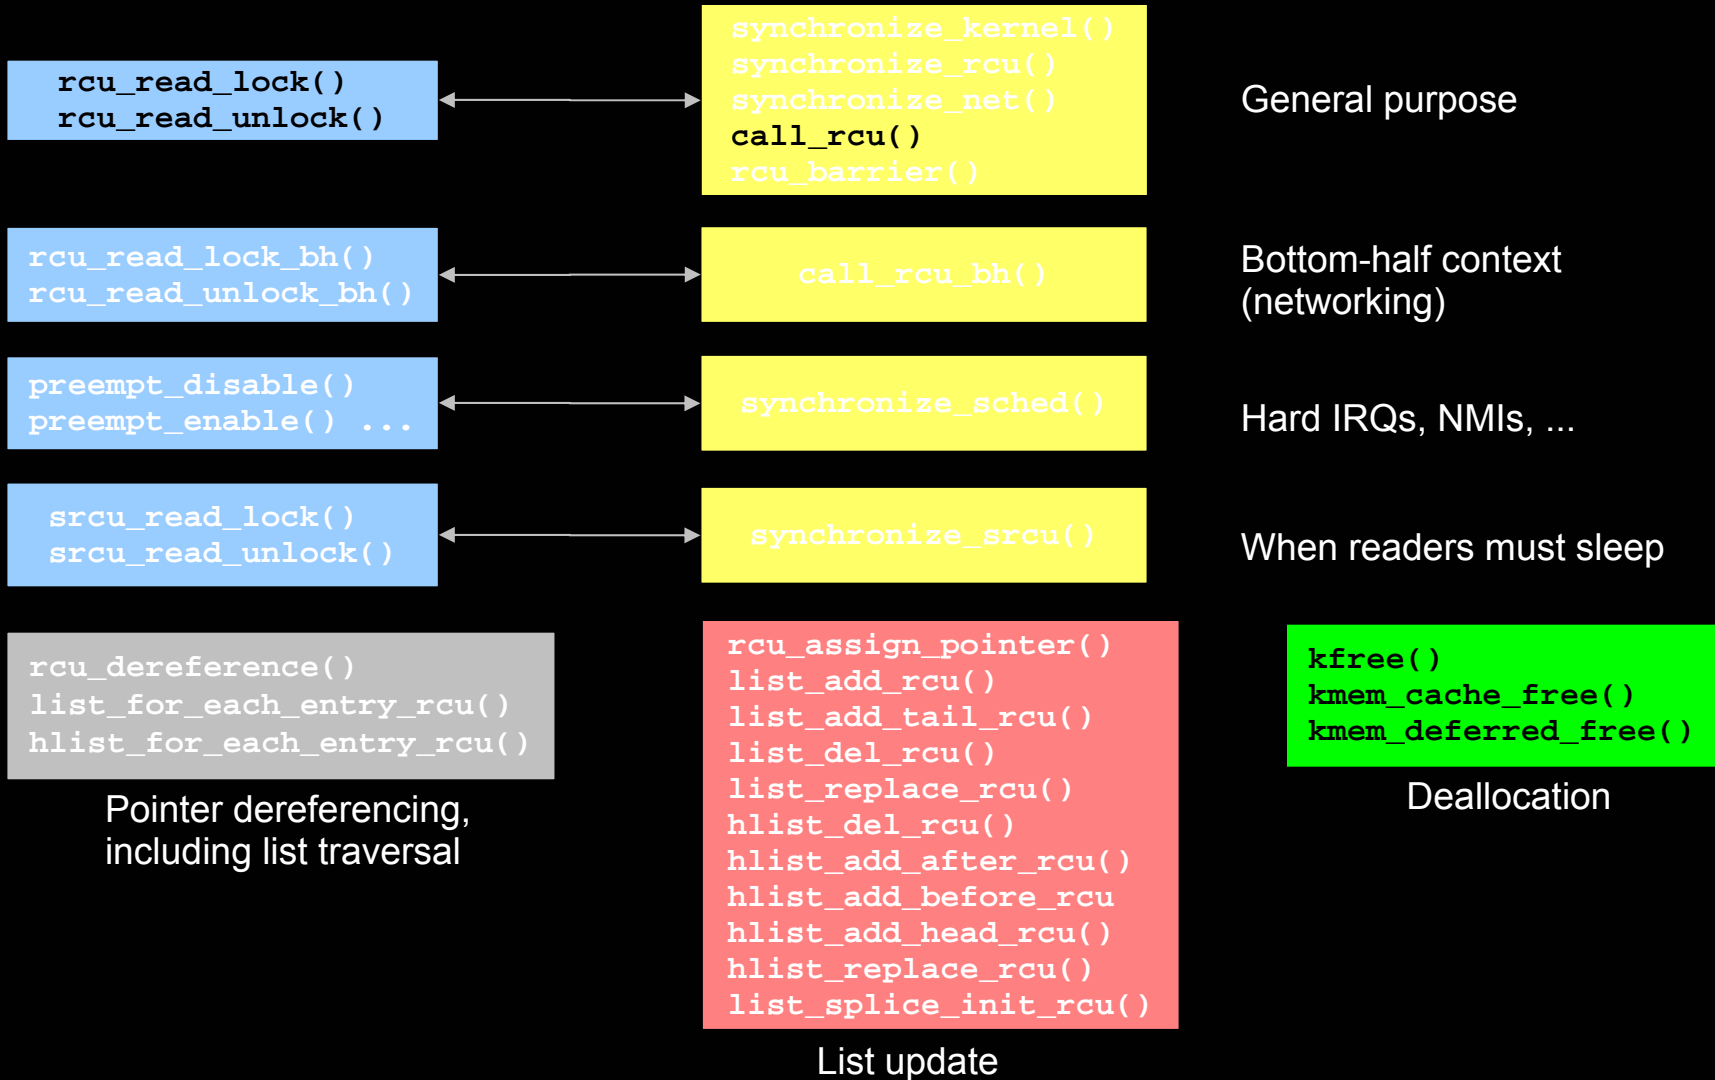 rcu_read_lock()
rcu_read_unlock()
synchronize_kernel()
synchronize_rcu()
synchronize_net()
call_rcu()
rcu_barrier()
General purpose
rcu_read_lock_bh()
rcu_read_unlock_bh()
call_rcu_bh()
Bottom-half context
(networking)
preempt_disable()
preempt_enable() ...
synchronize_sched()
Hard IRQs, NMIs, ...
srcu_read_lock()
srcu_read_unlock()
synchronize_srcu()
When readers must sleep
rcu_dereference()
list_for_each_entry_rcu()
hlist_for_each_entry_rcu()
Pointer dereferencing,
including list traversal
rcu_assign_pointer()
list_add_rcu()
list_add_tail_rcu()
list_del_rcu()
list_replace_rcu()
hlist_del_rcu()
hlist_add_after_rcu()
hlist_add_before_rcu
hlist_add_head_rcu()
hlist_replace_rcu()
list_splice_init_rcu()
List update
kfree()
kmem_cache_free()
kmem_deferred_free()
Deallocation